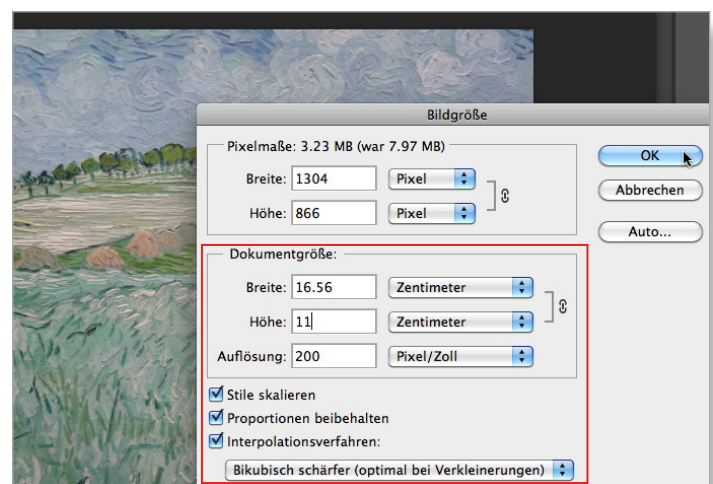 Bildgröße
Pixelmaße: 3.23 MB (war 7.97 MB)
Breite: 1304 Pixel
Höhe: 866 Pixel
OK
Abbrechen
Auto...
Dokumentgröße:
Breite: 16.56 Zentimeter
Höhe: 11 Zentimeter
Auflösung: 200 Pixel/Zoll
Stile skalieren
Proportionen beibehalten
Interpolationsverfahren:
Bikubisch schärfer (optimal bei Verkleinerungen)